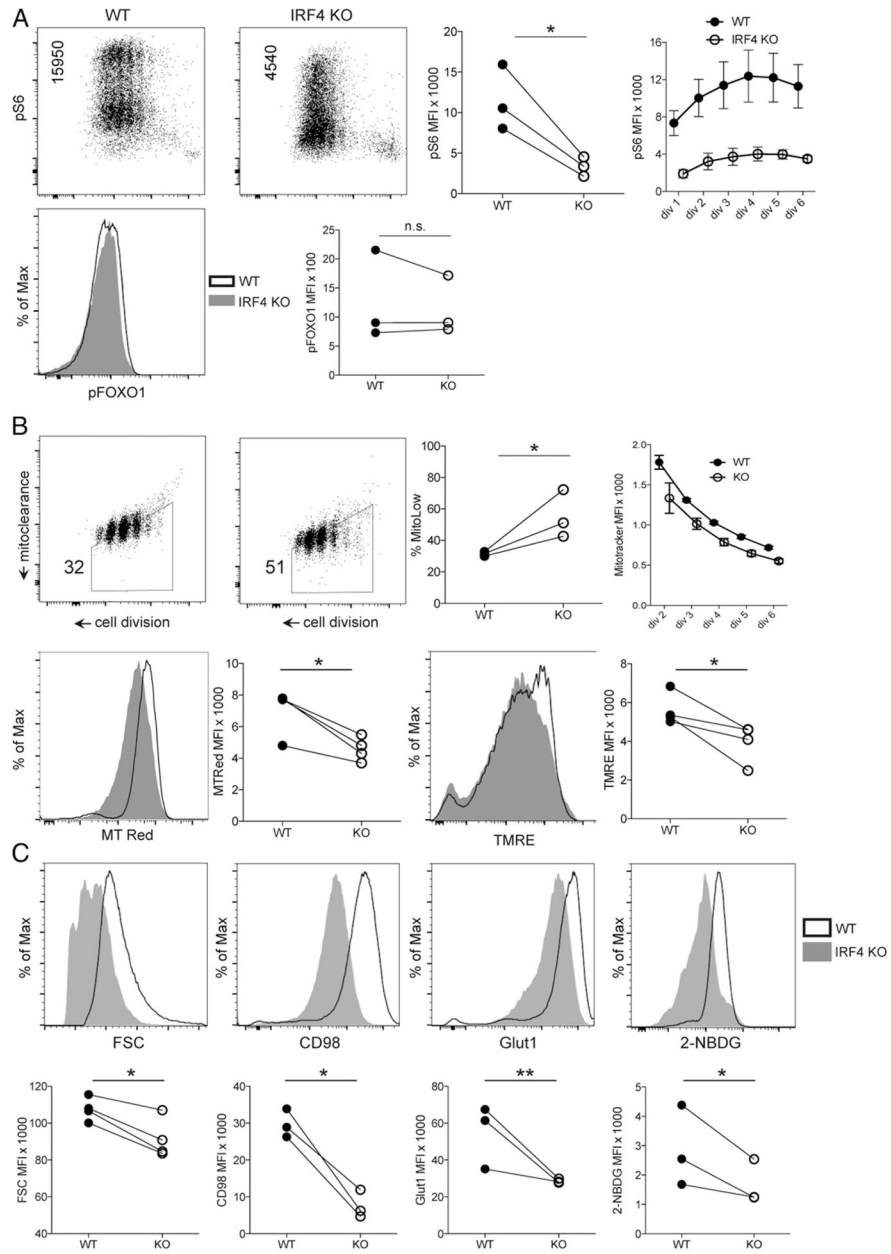 A
WT
IRF4 KO
pS6
15950
4540
pS6 MFI x 1000
20
15
10
5
0
*
WT
KO
pS6 MFI x 1000
16
12
8
4
0
WT
IRF4 KO
div 1
div 2
div 3
div 4
div 5
div 6
% of Max
pFOXO1
WT
IRF4 KO
pFOXO1 MFI x 100
25
20
15
10
5
0
n.s.
WT
KO
B
mitoclearance
32
cell division
51
cell division
% MitoLow
100
80
60
40
20
0
*
WT
KO
Mitotracker MFI x 1000
2.0
1.5
1.0
0.5
0.0
WT
KO
div 2
div 3
div 4
div 5
div 6
% of Max
MT Red
MTRed MFI x 1000
10
8
6
4
2
0
*
WT
KO
% of Max
TMRE
TMRE MFI x 1000
8
6
4
2
0
*
WT
KO
C
% of Max
FSC
% of Max
CD98
% of Max
Glut1
% of Max
2-NBDG
WT
IRF4 KO
FSC MFI x 1000
120
100
80
60
40
*
WT
KO
CD98 MFI x 1000
40
30
20
10
0
*
WT
KO
Glut1 MFI x 1000
80
60
40
20
0
**
WT
KO
2-NBDG MFI x 1000
5
4
3
2
1
0
*
WT
KO